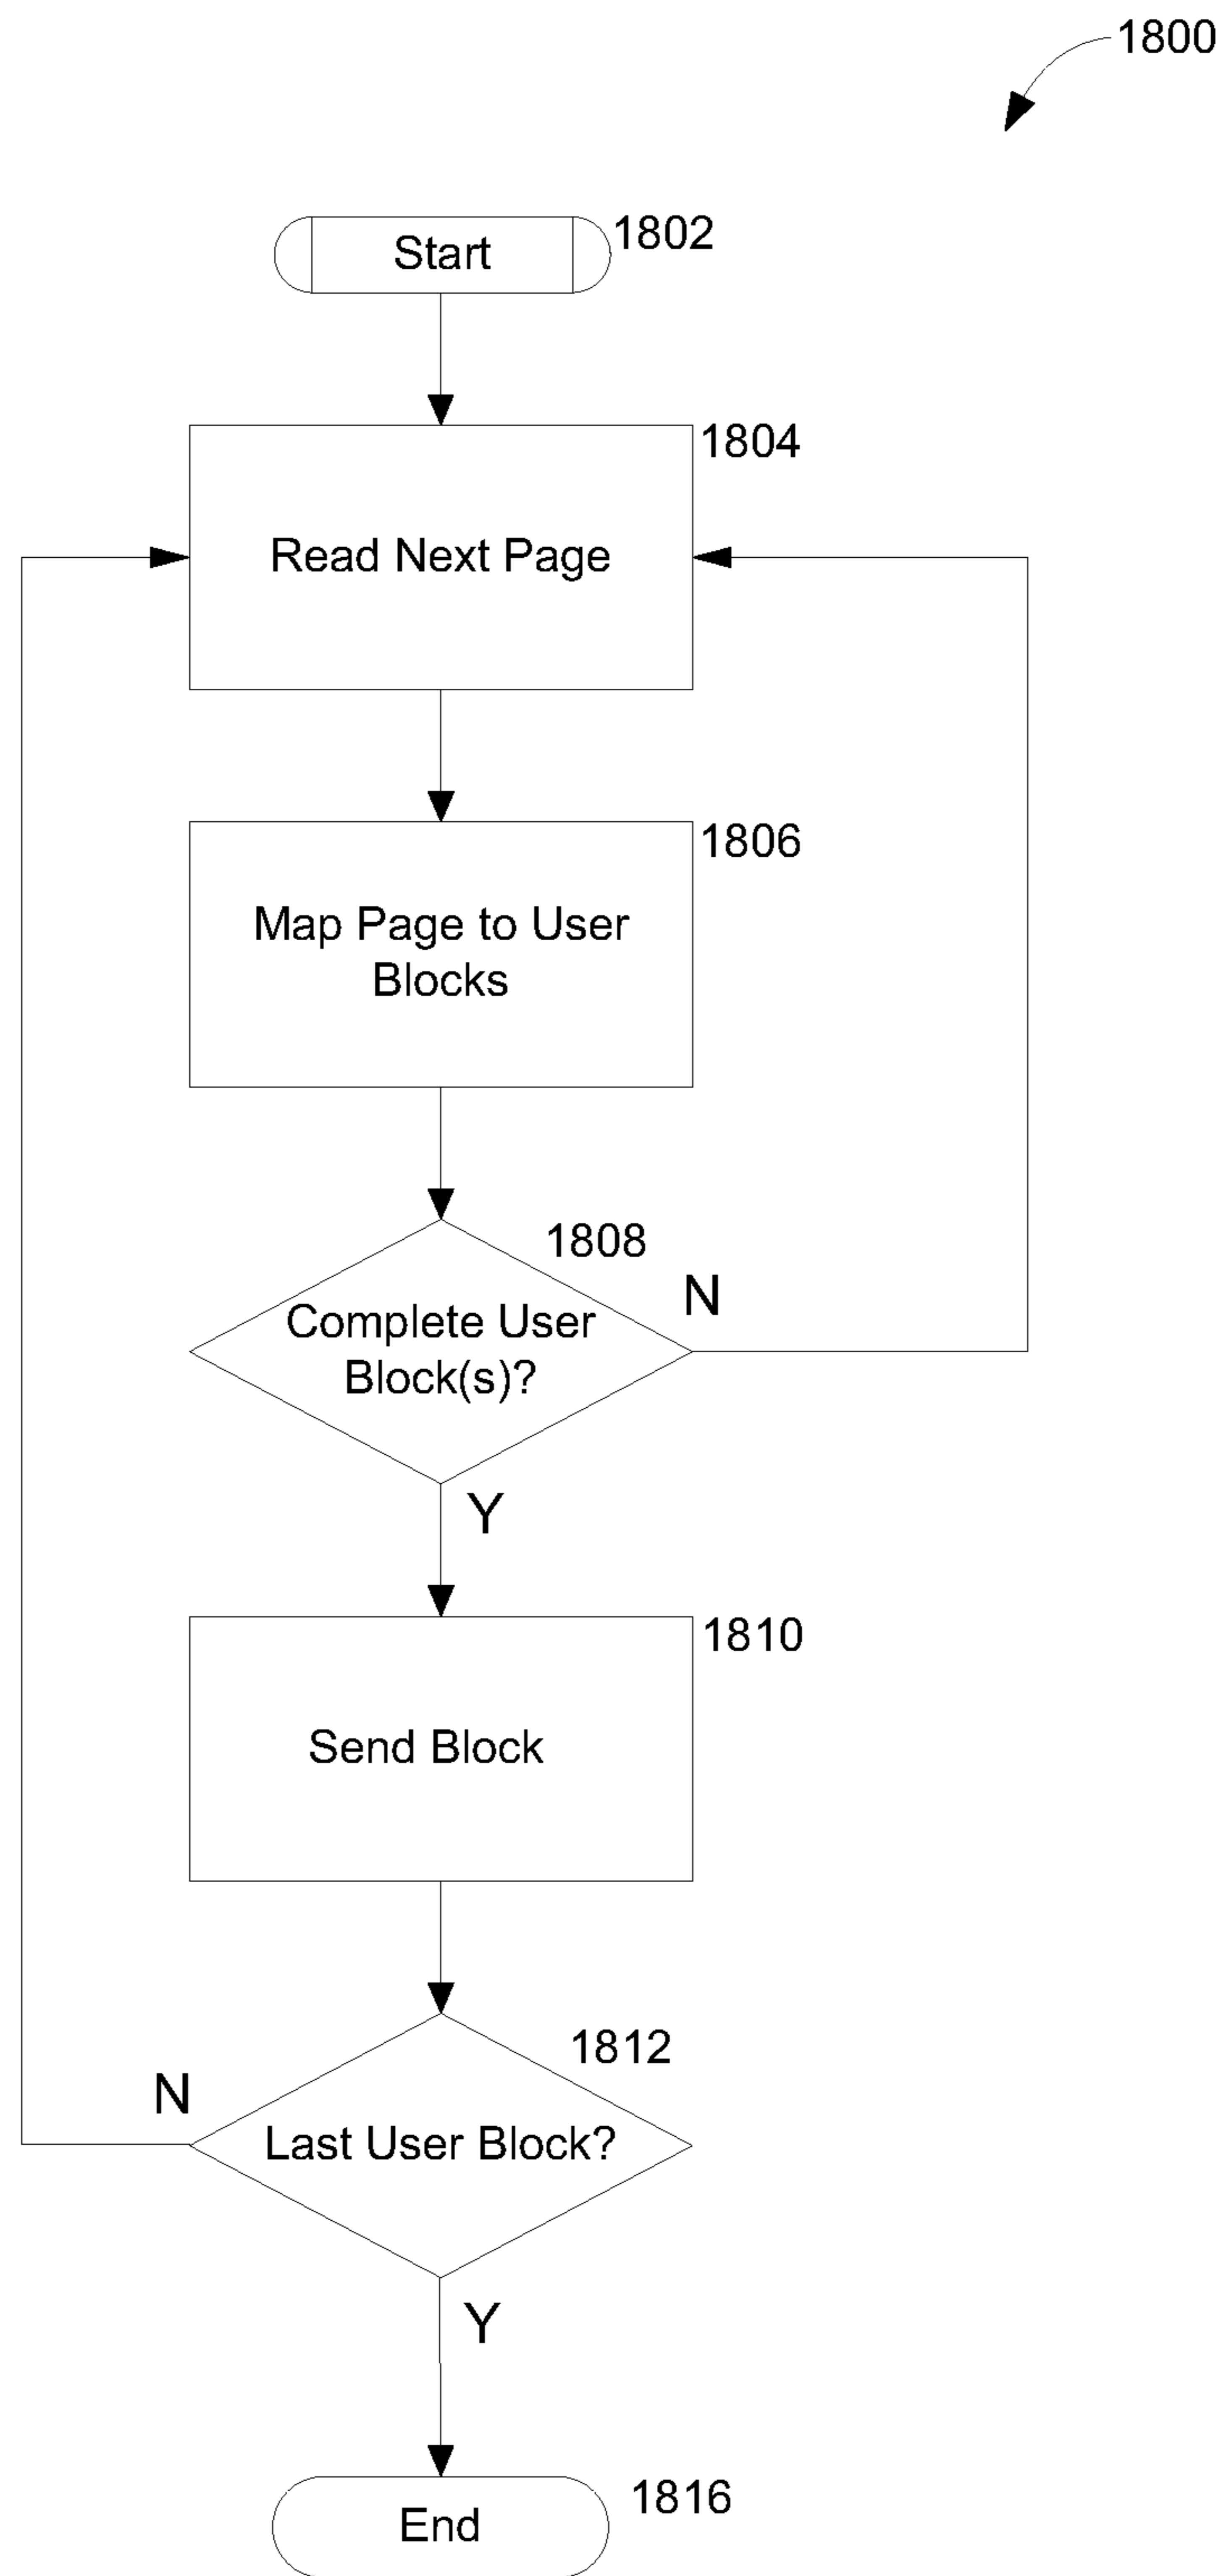 1800
1802
Start
1804
Read Next Page
1806
Map Page to User
Blocks
1808
N
Complete User
Block(s)?
Y
1810
Send Block
1812
N
Last User Block?
Y
1816
End